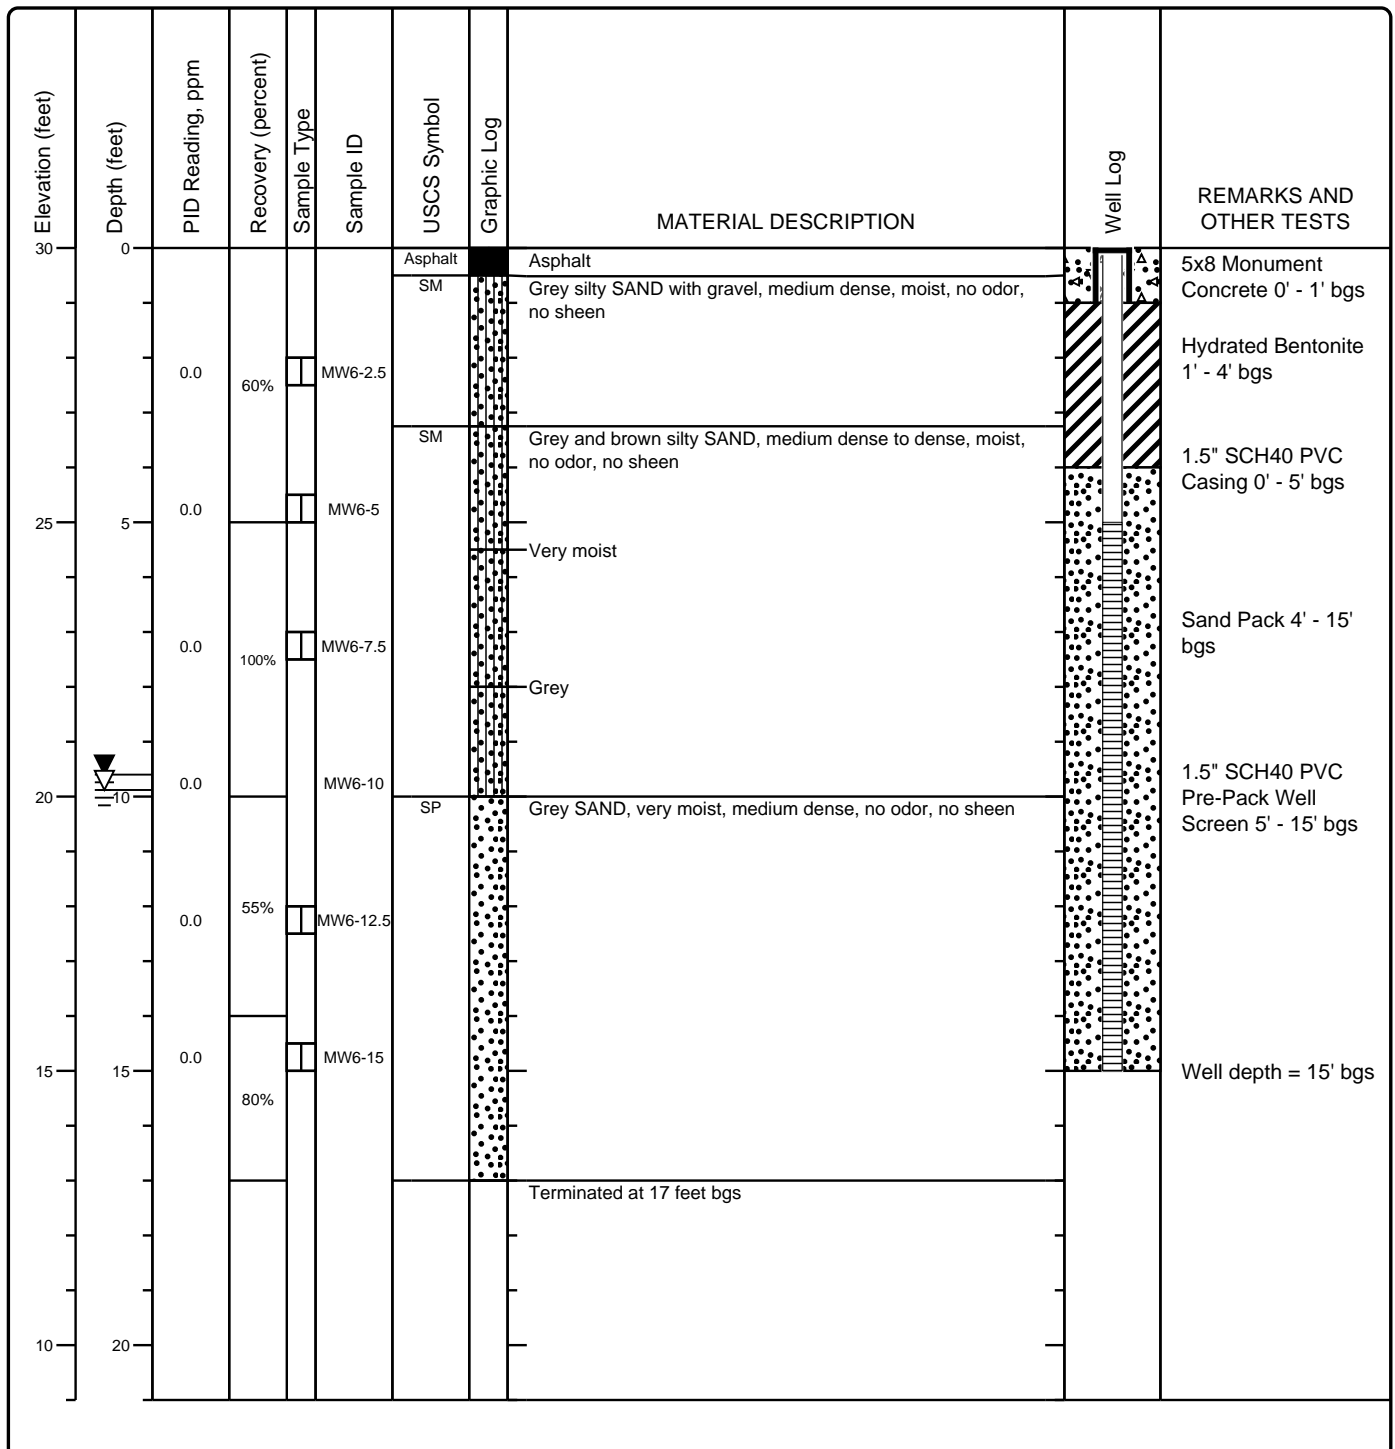 Elevation (feet)
Depth (feet)
PID Reading, ppm
Recovery (percent)
Sample Type
Sample ID
USCS Symbol
Graphic Log
MATERIAL DESCRIPTION
Well Log
REMARKS AND
OTHER TESTS
30
0
Asphalt
Asphalt
5x8 Monument
Concrete 0' - 1' bgs
SM
Grey silty SAND with gravel, medium dense, moist, no odor,
no sheen
Hydrated Bentonite
1' - 4' bgs
0.0
60%
MW6-2.5
SM
Grey and brown silty SAND, medium dense to dense, moist,
no odor, no sheen
1.5" SCH40 PVC
Casing 0' - 5' bgs
0.0
MW6-5
25
5
Very moist
Sand Pack 4' - 15'
bgs
0.0
100%
MW6-7.5
Grey
1.5" SCH40 PVC
Pre-Pack Well
Screen 5' - 15' bgs
0.0
MW6-10
20
10
SP
Grey SAND, very moist, medium dense, no odor, no sheen
0.0
55%
MW6-12.5
0.0
MW6-15
15
15
Well depth = 15' bgs
80%
Terminated at 17 feet bgs
10
20